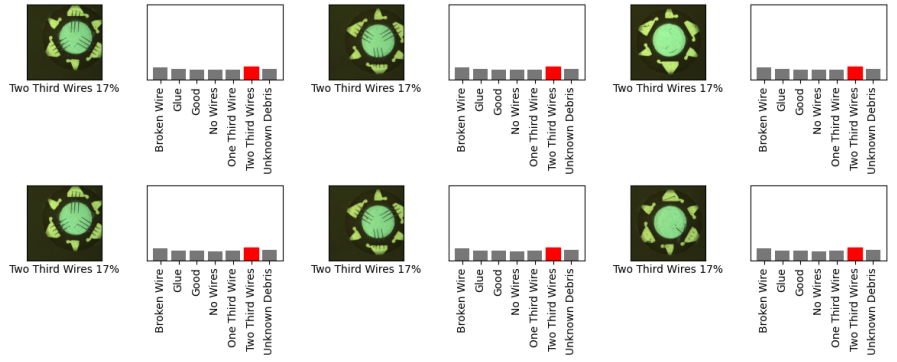 Two Third Wires 17%
Broken Wire
Glue
Good
No Wires
One Third Wire
Two Third Wires
Unknown Debris
Two Third Wires 17%
Broken Wire
Glue
Good
No Wires
One Third Wire
Two Third Wires
Unknown Debris
Two Third Wires 17%
Broken Wire
Glue
Good
No Wires
One Third Wire
Two Third Wires
Unknown Debris
Two Third Wires 17%
Broken Wire
Glue
Good
No Wires
One Third Wire
Two Third Wires
Unknown Debris
Two Third Wires 17%
Broken Wire
Glue
Good
No Wires
One Third Wire
Two Third Wires
Unknown Debris
Two Third Wires 17%
Broken Wire
Glue
Good
No Wires
One Third Wire
Two Third Wires
Unknown Debris